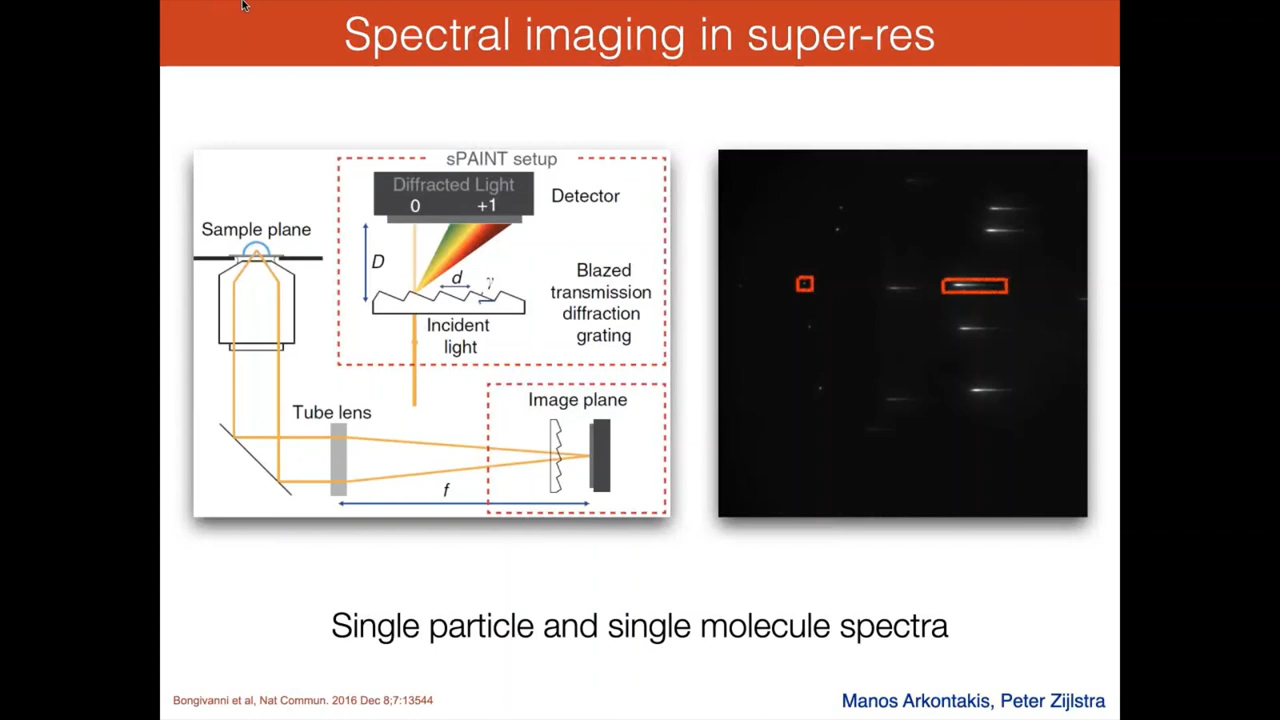 Spectral imaging in super-res
sPAINT setup
Diffracted Light
0 +1
Detector
Sample plane
D
d
γ
Blazed
transmission
diffraction
grating
Incident
light
Image plane
Tube lens
f
Single particle and single molecule spectra
Bongivanni et al, Nat Commun. 2016 Dec 8;7:13544
Manos Arkontakis, Peter Zijlstra